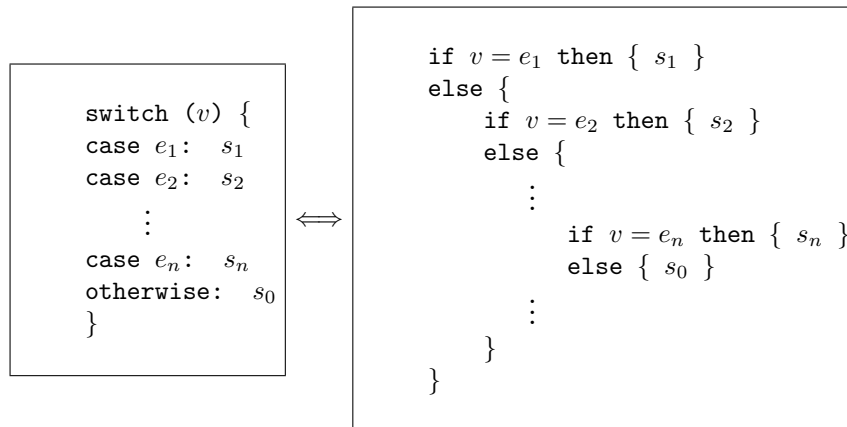 switch (v) {
case e₁: s₁
case e₂: s₂
⋮
case eₙ: sₙ
otherwise: s₀
}
⟺
if v = e₁ then { s₁ }
else {
if v = e₂ then { s₂ }
else {
⋮
if v = eₙ then { sₙ }
else { s₀ }
⋮
}
}